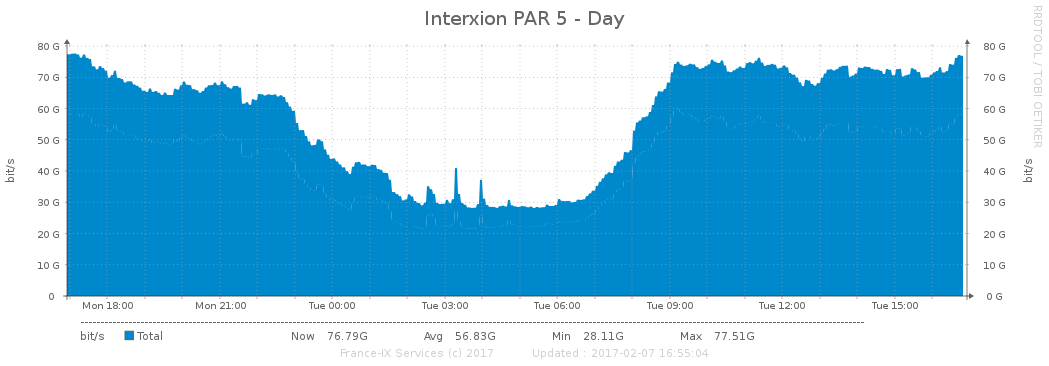 Interxion PAR 5 - Day
RRDTOOL / TOBI OETIKER
80 G 80 G
70 G 70 G
60 G 60 G
50 G 50 G
40 G 40 G
30 G 30 G
20 G 20 G
10 G 10 G
0 0 G
bit/s bit/s
Mon 18:00 Mon 21:00 Tue 00:00 Tue 03:00 Tue 06:00 Tue 09:00 Tue 12:00 Tue 15:00
bit/s Total Now 76.79G Avg 56.83G Min 28.11G Max 77.51G
France-IX Services (c) 2017 Updated : 2017-02-07 16:55:04